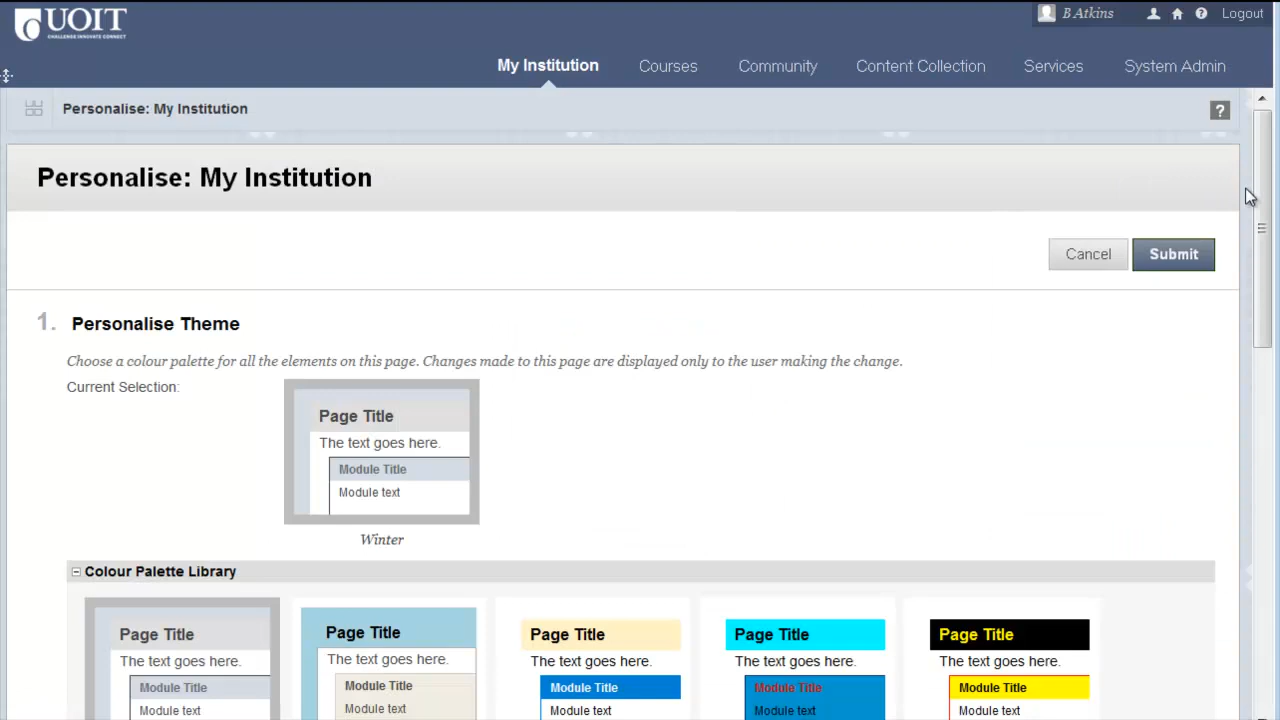 UOIT
CHALLENGE INNOVATE CONNECT
B Atkins
Logout
My Institution
Courses
Community
Content Collection
Services
System Admin
Personalise: My Institution
?
Personalise: My Institution
Cancel
Submit
1. Personalise Theme
Choose a colour palette for all the elements on this page. Changes made to this page are displayed only to the user making the change.
Current Selection:
Page Title
The text goes here.
Module Title
Module text
Winter
Colour Palette Library
Page Title
The text goes here.
Module Title
Module text
Page Title
The text goes here.
Module Title
Module text
Page Title
The text goes here.
Module Title
Module text
Page Title
The text goes here.
Module Title
Module text
Page Title
The text goes here.
Module Title
Module text